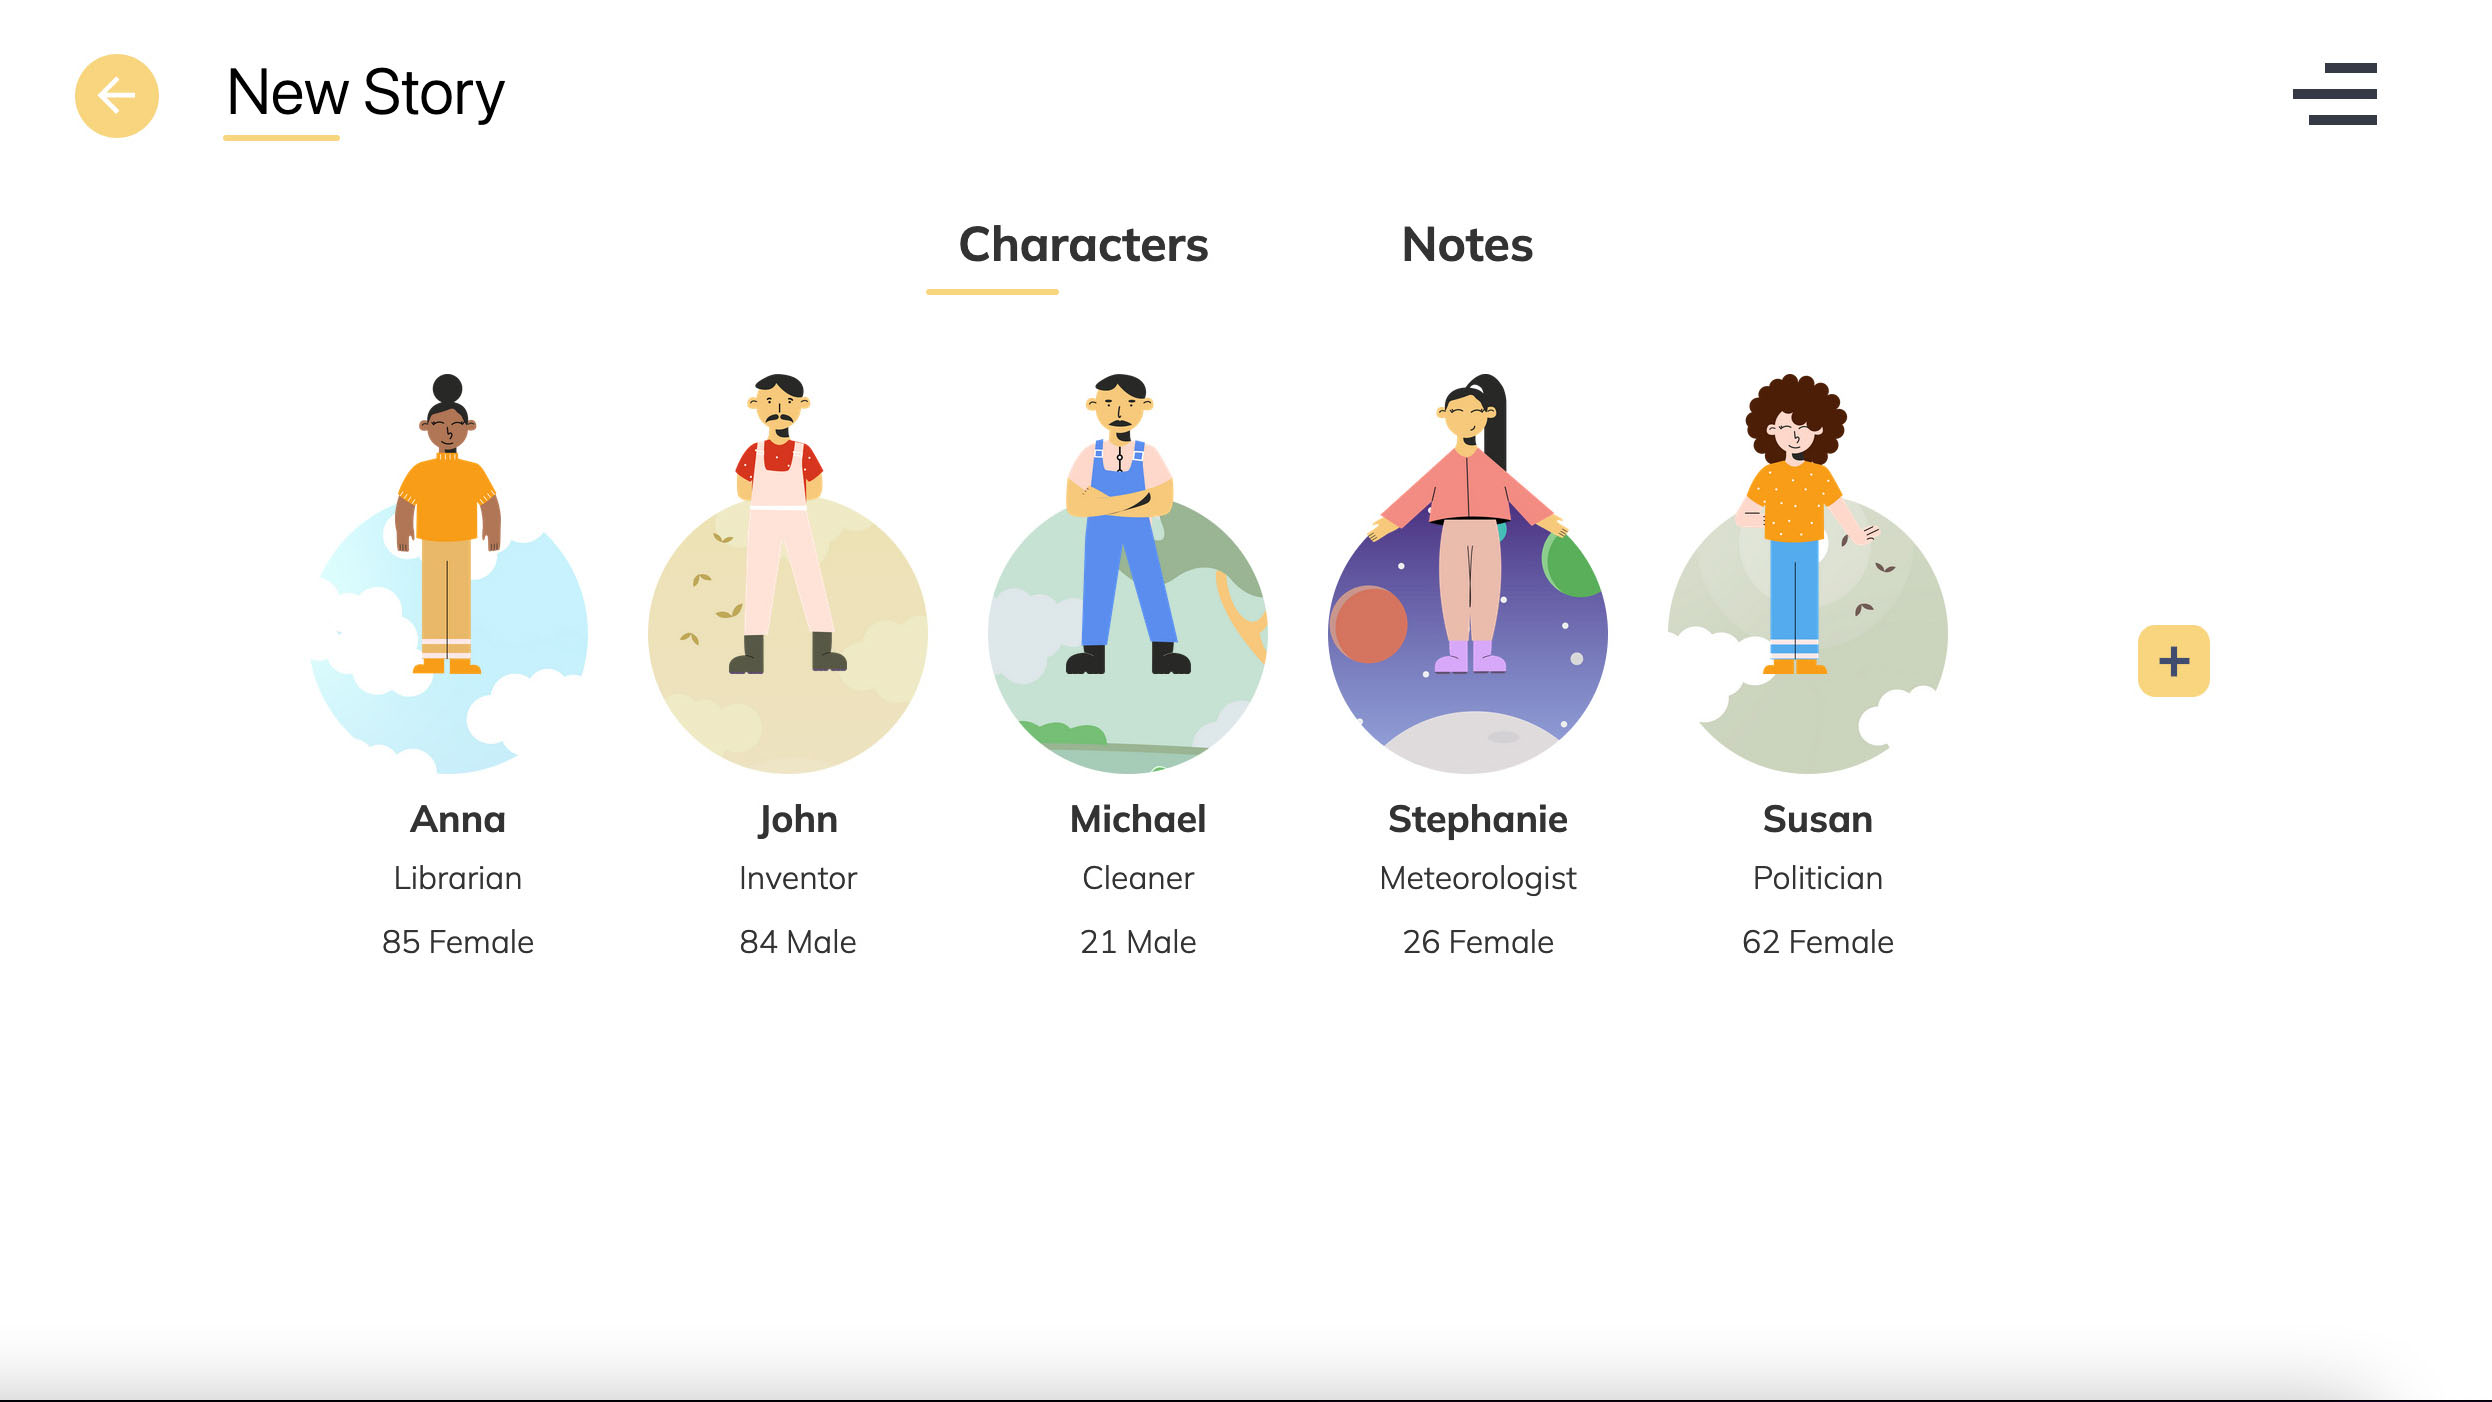 New Story
Characters Notes
Anna
Librarian
85 Female
John
Inventor
84 Male
Michael
Cleaner
21 Male
Stephanie
Meteorologist
26 Female
Susan
Politician
62 Female
+